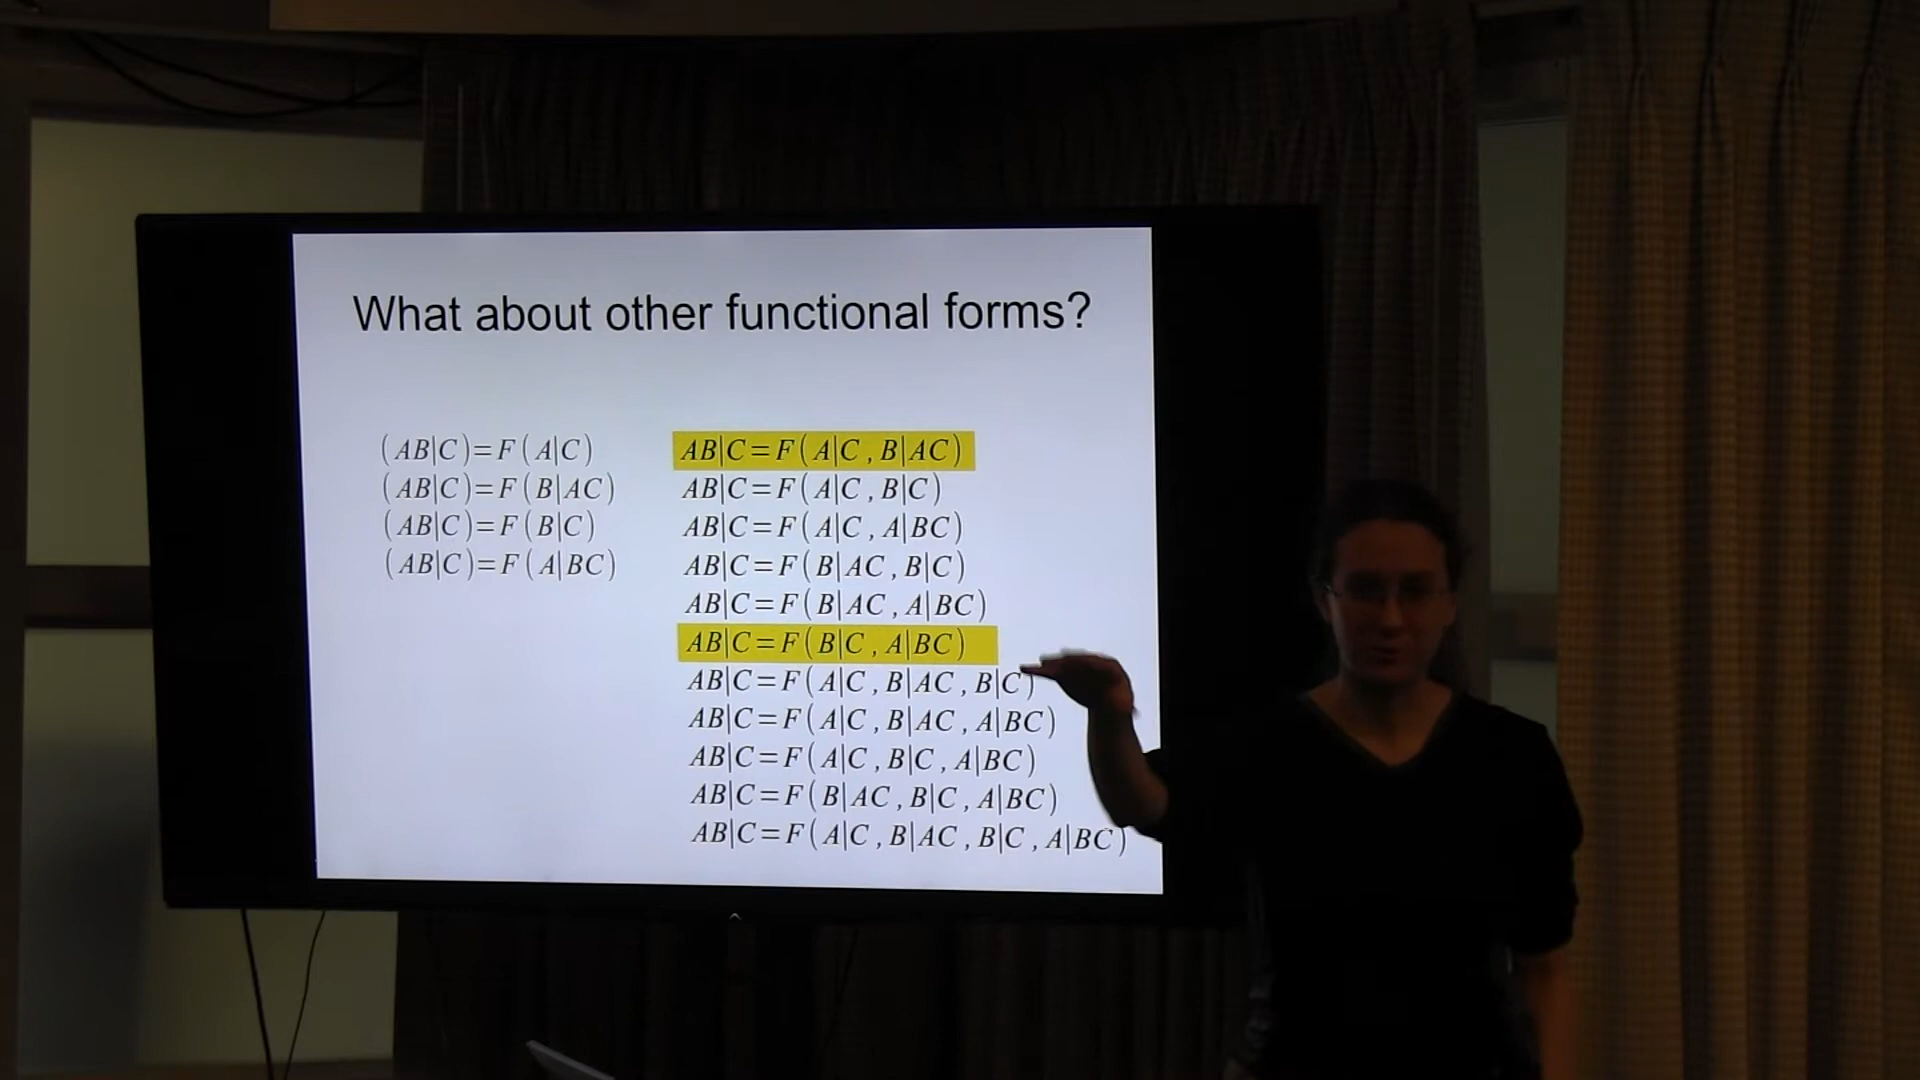 What about other functional forms?
(AB|C)=F(A|C)
(AB|C)=F(B|AC)
(AB|C)=F(B|C)
(AB|C)=F(A|BC)
AB|C=F(A|C,B|AC)
AB|C=F(A|C,B|C)
AB|C=F(A|C,A|BC)
AB|C=F(B|AC,B|C)
AB|C=F(B|AC,A|BC)
AB|C=F(B|C,A|BC)
AB|C=F(A|C,B|AC,B|C)
AB|C=F(A|C,B|AC,A|BC)
AB|C=F(A|C,B|C,A|BC)
AB|C=F(B|AC,B|C,A|BC)
AB|C=F(A|C,B|AC,B|C,A|BC)